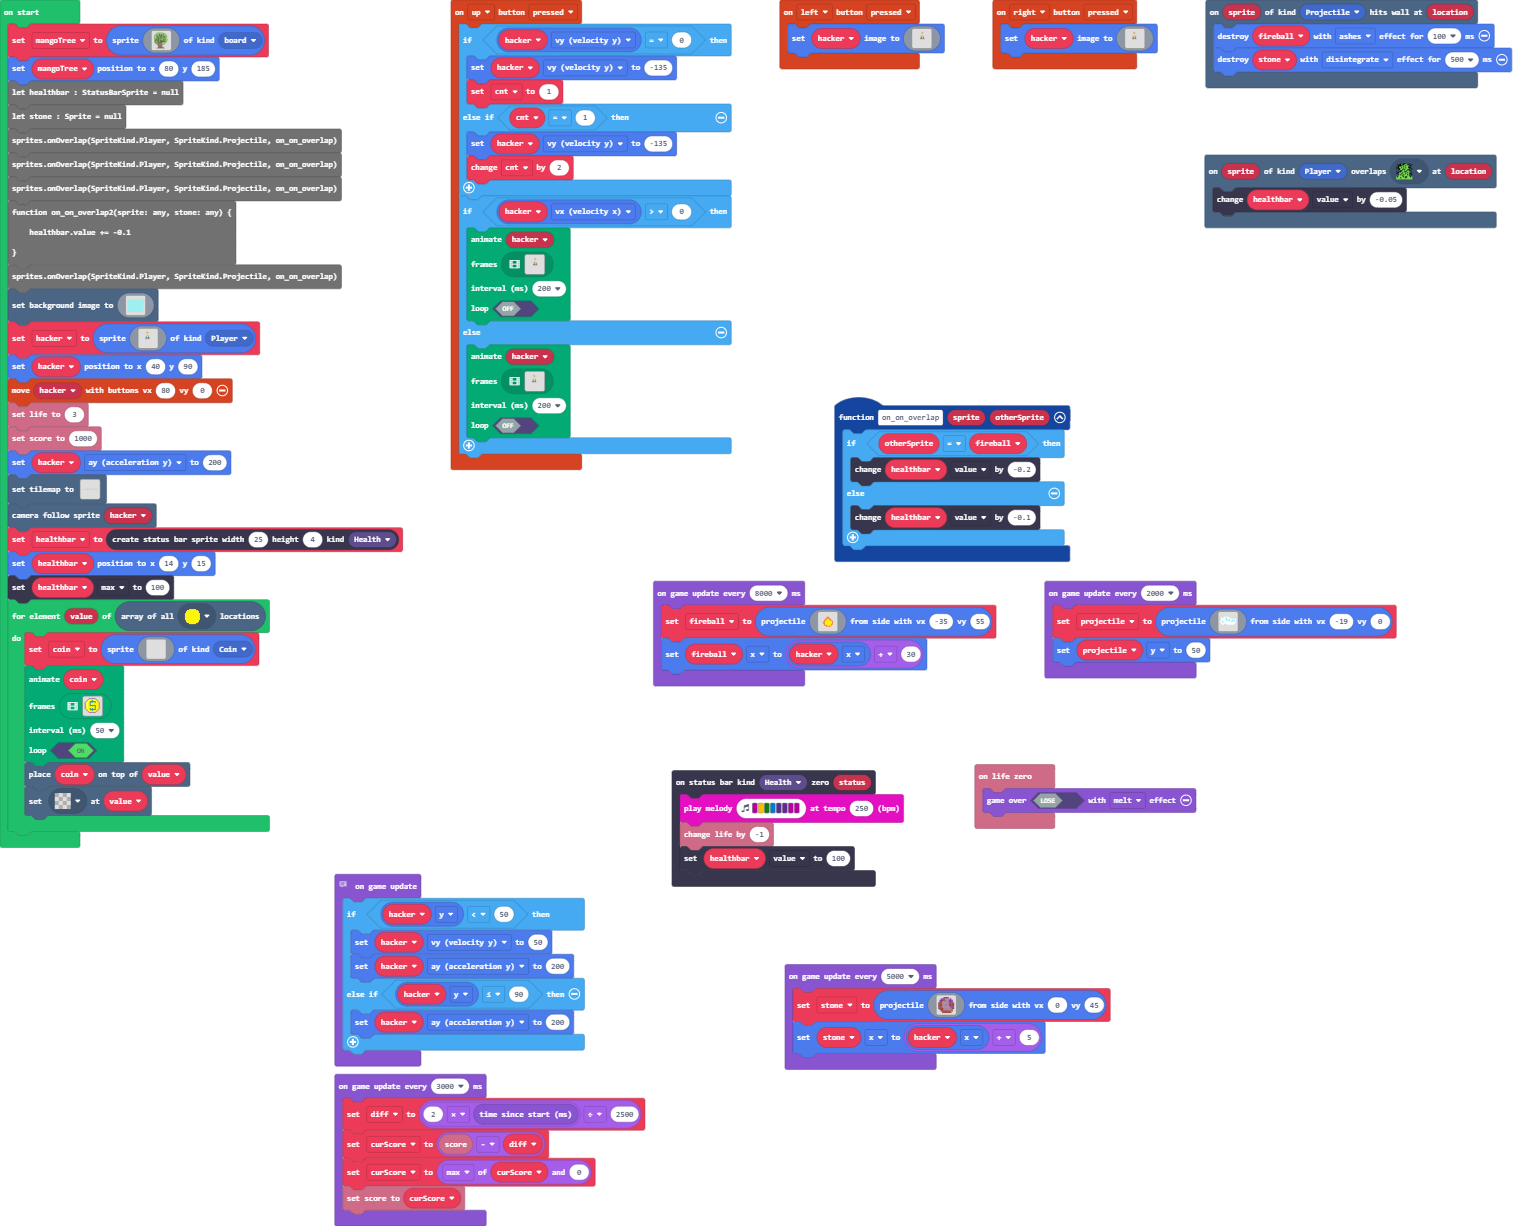 on start
set mangoTree to sprite of kind board
set mangoTree position to x 80 y 185
let healthbar : StatusBarSprite = null
let stone : Sprite = null
sprites.onOverlap(SpriteKind.Player, SpriteKind.Projectile, on_on_overlap)
sprites.onOverlap(SpriteKind.Player, SpriteKind.Projectile, on_on_overlap)
sprites.onOverlap(SpriteKind.Player, SpriteKind.Projectile, on_on_overlap)
function on_on_overlap2(sprite: any, stone: any) {
healthbar.value += -0.1
}
sprites.onOverlap(SpriteKind.Player, SpriteKind.Projectile, on_on_overlap)
set background image to
set hacker to sprite of kind Player
set hacker position to x 40 y 90
move hacker with buttons vx 80 vy 0
set life to 3
set score to 1000
set hacker ay (acceleration y) to 200
set tilemap to
camera follow sprite hacker
set healthbar to create status bar sprite width 25 height 4 kind Health
set healthbar position to x 14 y 15
set healthbar max to 100
for element value of array of all locations
do
set coin to sprite of kind Coin
animate coin
frames
interval (ms) 50
loop ON
place coin on top of value
set at value
on up button pressed
if hacker vy (velocity y) = 0 then
set hacker vy (velocity y) to -135
set cnt to 1
else if cnt = 1 then
set hacker vy (velocity y) to -135
change cnt by 2
if hacker vx (velocity x) > 0 then
animate hacker
frames
interval (ms) 200
loop OFF
else
animate hacker
frames
interval (ms) 200
loop OFF
on left button pressed
set hacker image to
on right button pressed
set hacker image to
on sprite of kind Projectile hits wall at location
destroy fireball with ashes effect for 100 ms
destroy stone with disintegrate effect for 500 ms
on sprite of kind Player overlaps at location
change healthbar value by -0.05
function on_on_overlap sprite otherSprite
if otherSprite = fireball then
change healthbar value by -0.2
else
change healthbar value by -0.1
on game update every 8000 ms
set fireball to projectile from side with vx -35 vy 55
set fireball x to hacker x + 30
on game update every 2000 ms
set projectile to projectile from side with vx -19 vy 0
set projectile y to 50
on status bar kind Health zero status
play melody at tempo 250 (bpm)
change life by -1
set healthbar value to 100
on life zero
game over LOSE with melt effect
on game update
if hacker y < 50 then
set hacker vy (velocity y) to 50
set hacker ay (acceleration y) to 200
else if hacker y ≤ 90 then
set hacker ay (acceleration y) to 200
on game update every 5000 ms
set stone to projectile from side with vx 0 vy 45
set stone x to hacker x + 5
on game update every 3000 ms
set diff to 2 × time since start (ms) ÷ 2500
set curScore to score - diff
set curScore to max of curScore and 0
set score to curScore